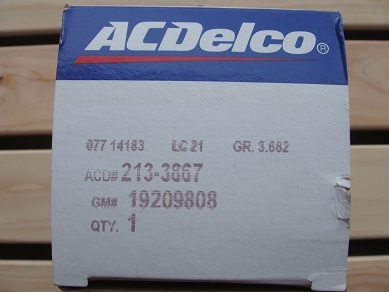 ACDelco®
077 14183 LC 21 GR. 3.682
ACD# 213-3867
GM# 19209808
QTY. 1